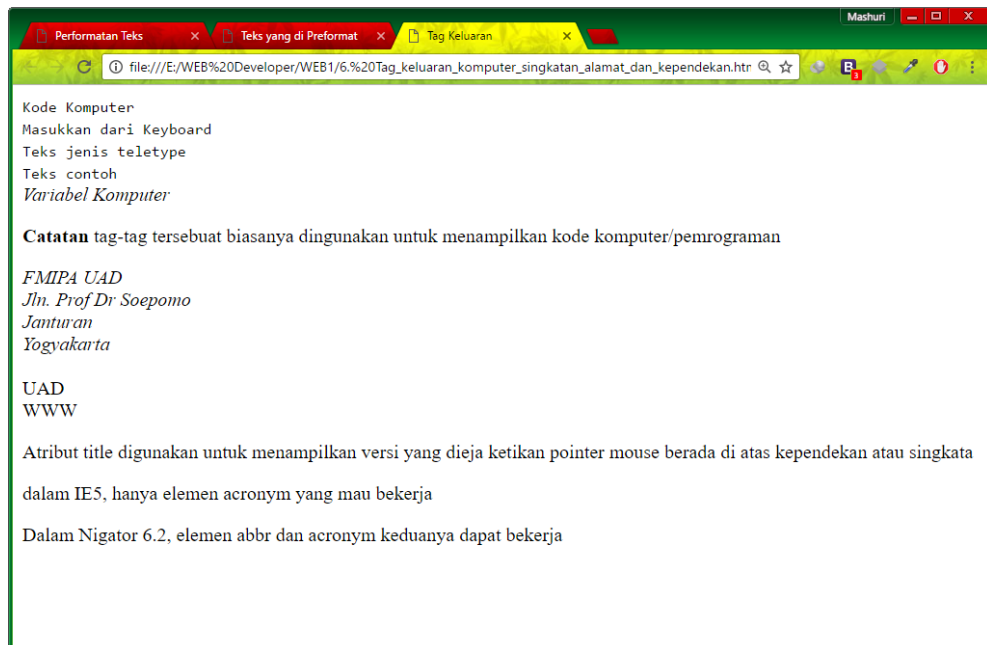 Mashuri
Performatan Teks
Teks yang di Preformat
Tag Keluaran
file:///E:/WEB%20Developer/WEB1/6.%20Tag_keluaran_komputer_singkatan_alamat_dan_kependekan.htr
Kode Komputer
Masukkan dari Keyboard
Teks jenis teletype
Teks contoh
Variabel Komputer
Catatan tag-tag tersebuat biasanya dingunakan untuk menampilkan kode komputer/pemrograman
FMIPA UAD
Jln. Prof Dr Soepomo
Janturan
Yogyakarta
UAD
WWW
Atribut title digunakan untuk menampilkan versi yang dieja ketikan pointer mouse berada di atas kependekan atau singkata
dalam IE5, hanya elemen acronym yang mau bekerja
Dalam Nigator 6.2, elemen abbr dan acronym keduanya dapat bekerja